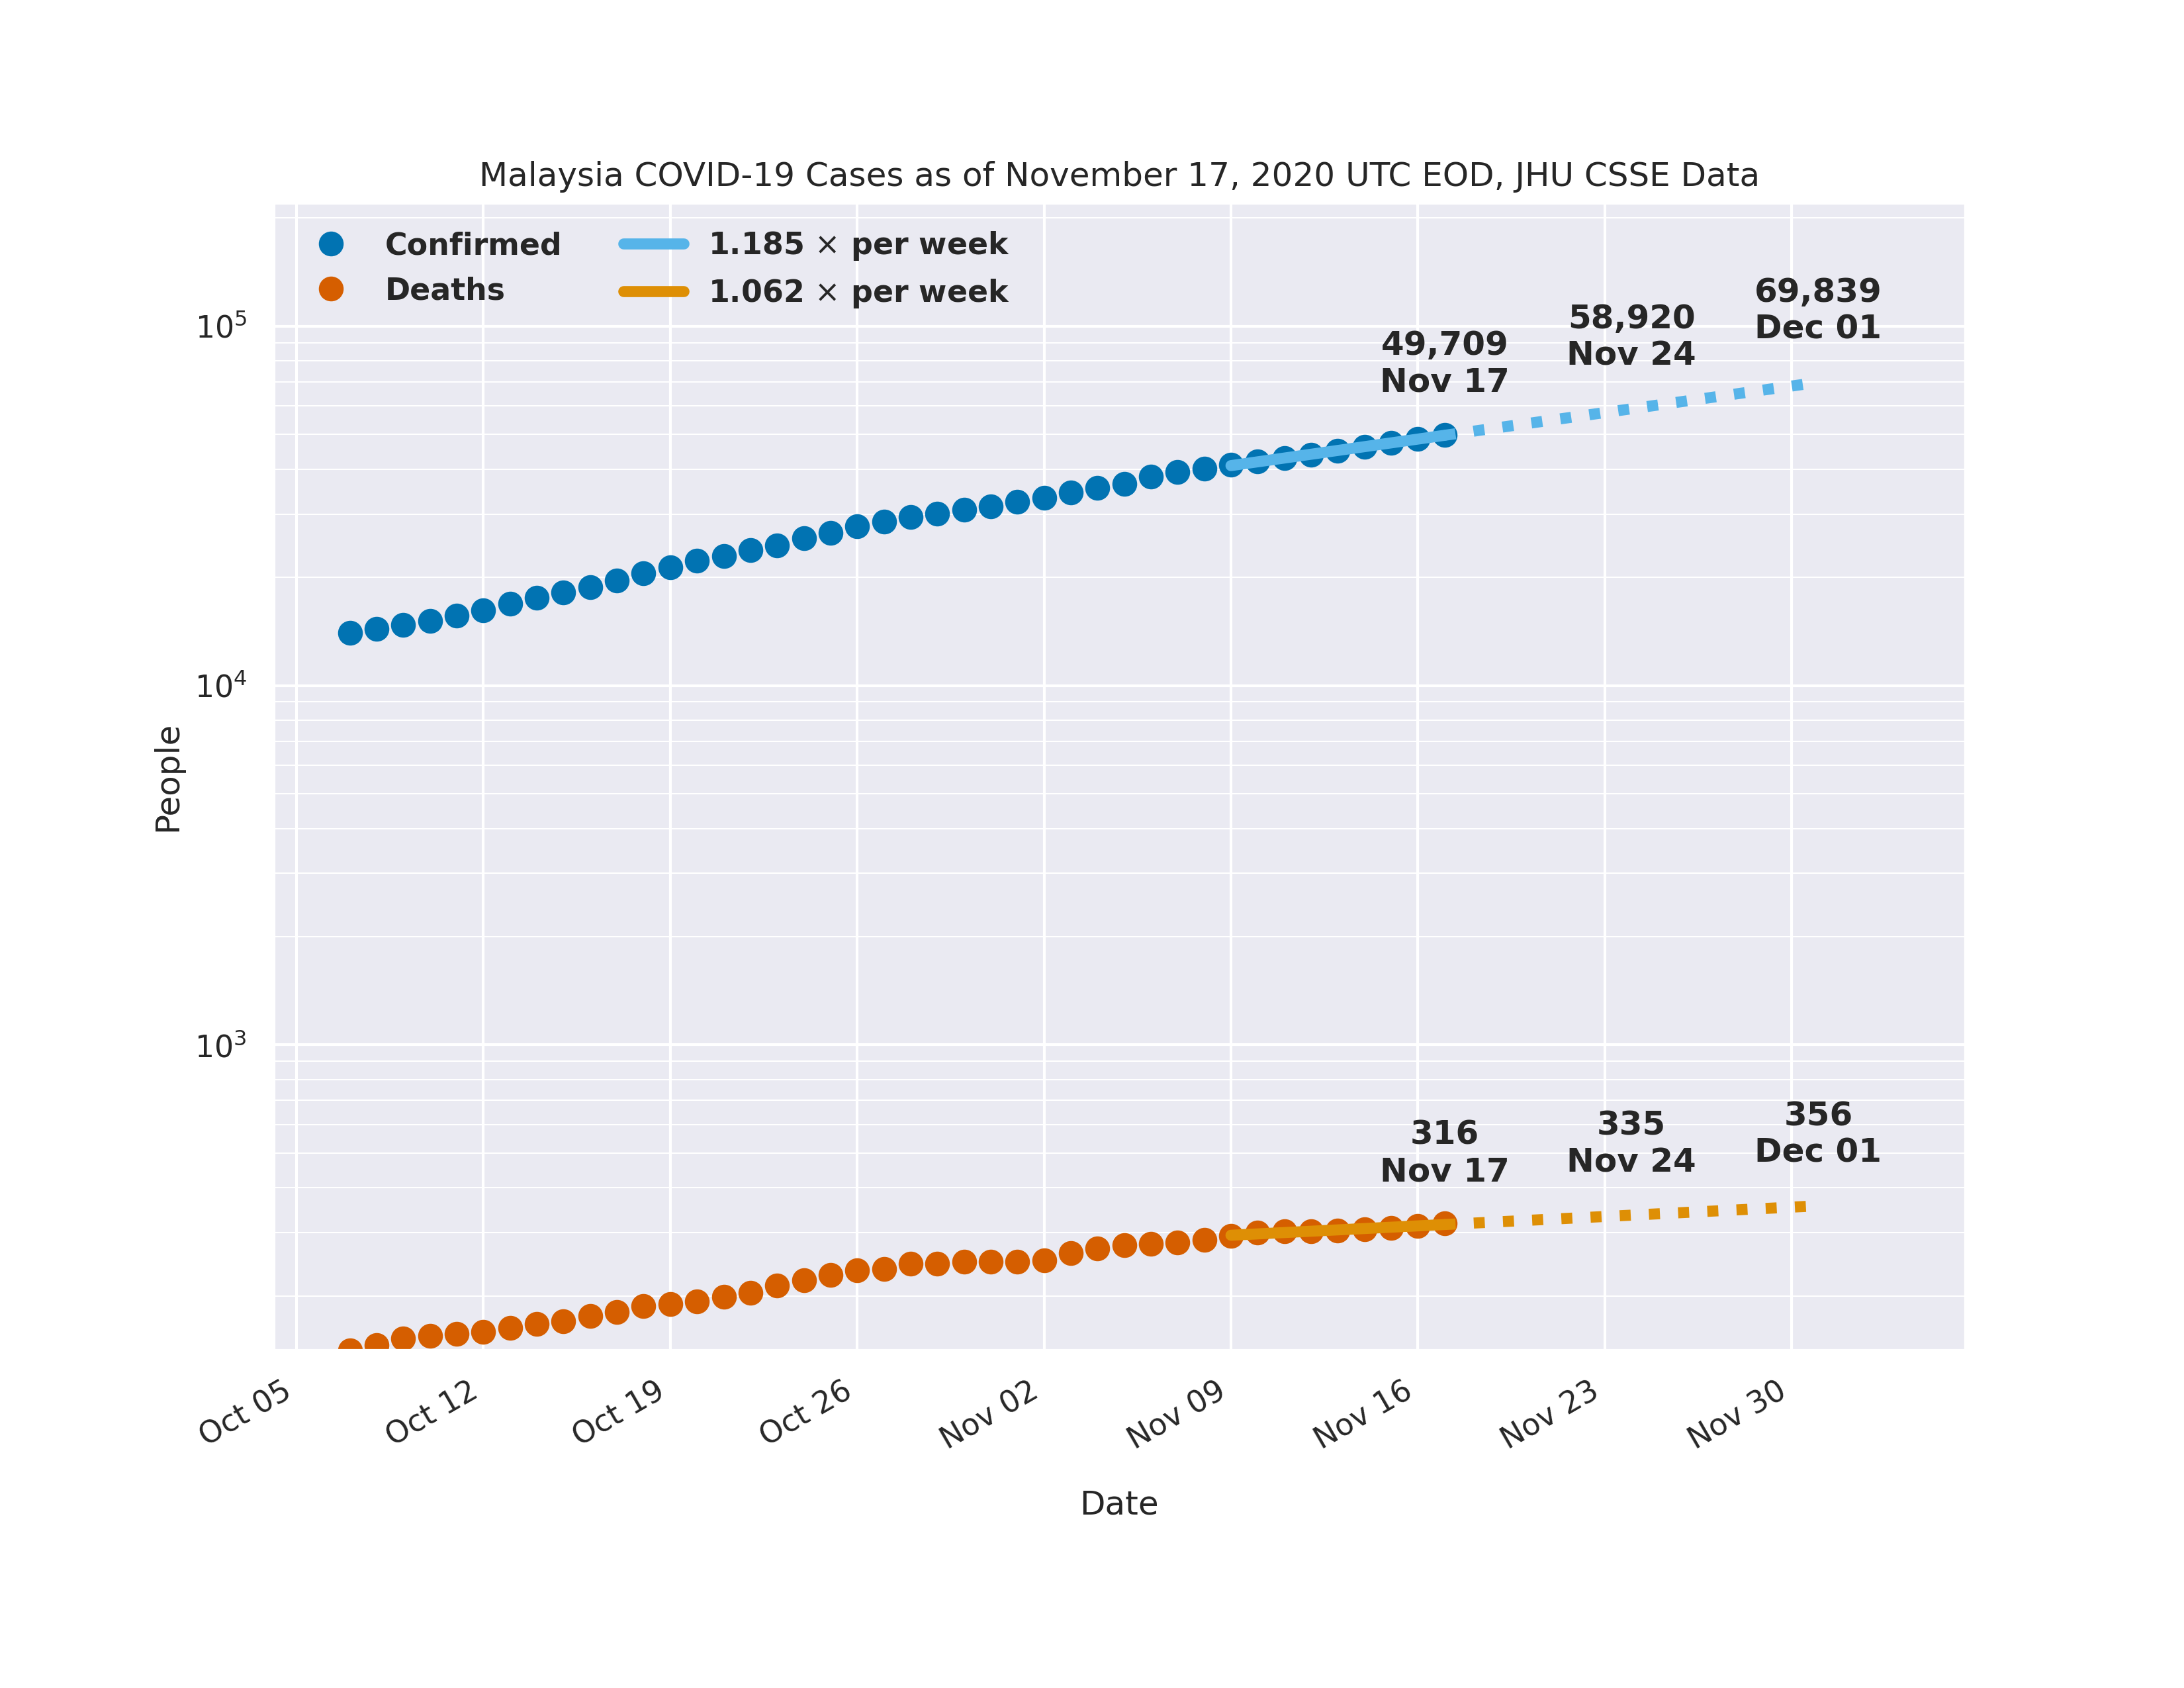 Malaysia COVID-19 Cases as of November 17, 2020 UTC EOD, JHU CSSE Data
Confirmed
Deaths
1.185 × per week
1.062 × per week
69,839
Dec 01
58,920
Nov 24
49,709
Nov 17
10⁵
10⁴
10³
People
316
Nov 17
335
Nov 24
356
Dec 01
Oct 05
Oct 12
Oct 19
Oct 26
Nov 02
Nov 09
Nov 16
Nov 23
Nov 30
Date